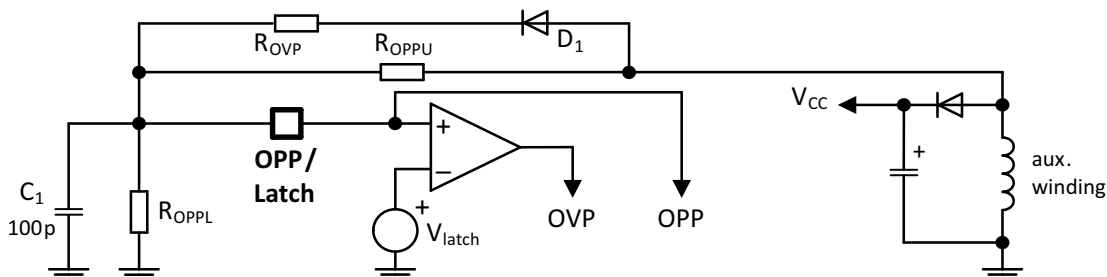 R_OVP
D_1
R_OPPU
V_CC
+
OPP/
Latch
+
−
+
aux.
winding
C_1
100p
R_OPPL
+
V_latch
OVP
OPP